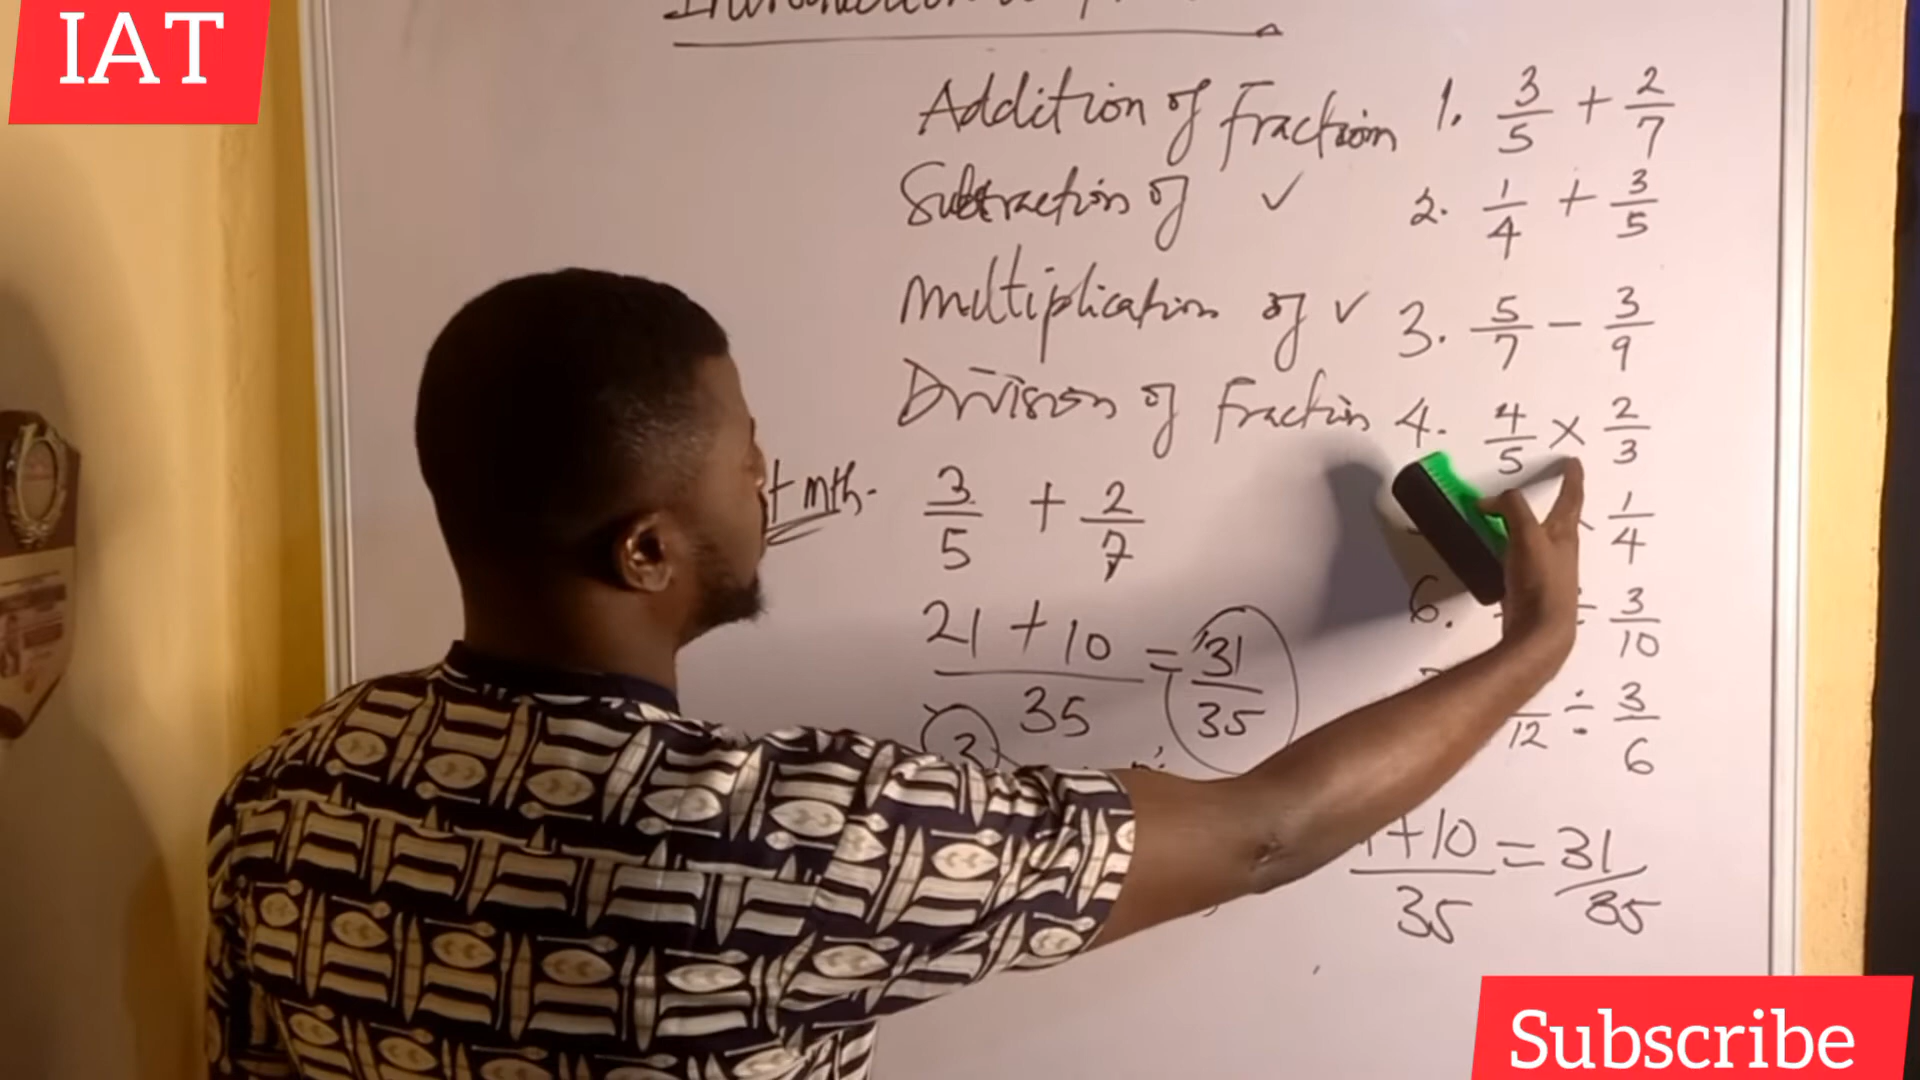 IAT
Addition of Fraction
Subtraction of ✓
Multiplication of ✓
Division of Fraction
1. 3/5 + 2/7
2. 1/4 + 3/5
3. 5/7 - 3/9
4. 4/5 × 2/3
1/4
6. ÷ 3/10
/12 ÷ 3/6
mth. 3/5 + 2/7
21 + 10 / 35 = 31/35
+ 10 / 35 = 31/35
Subscribe